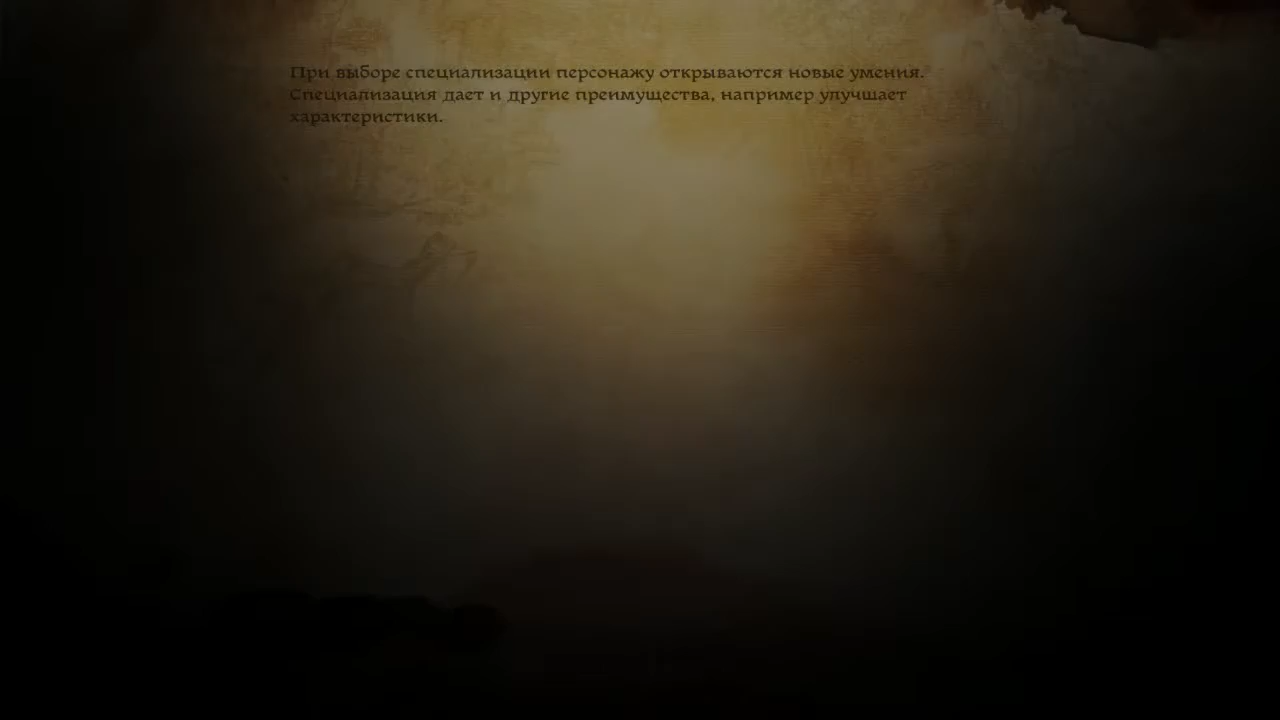 При выборе специализации персонажу открываются новые умения.
Специализация дает и другие преимущества, например улучшает
характеристики.